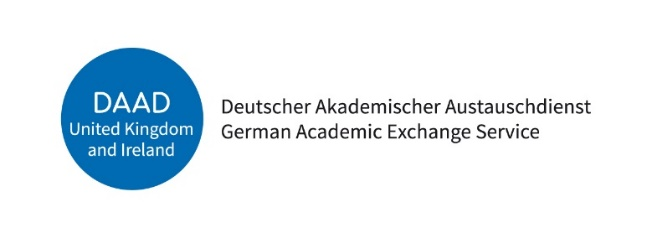 DAAD
United Kingdom
and Ireland
Deutscher Akademischer Austauschdienst
German Academic Exchange Service